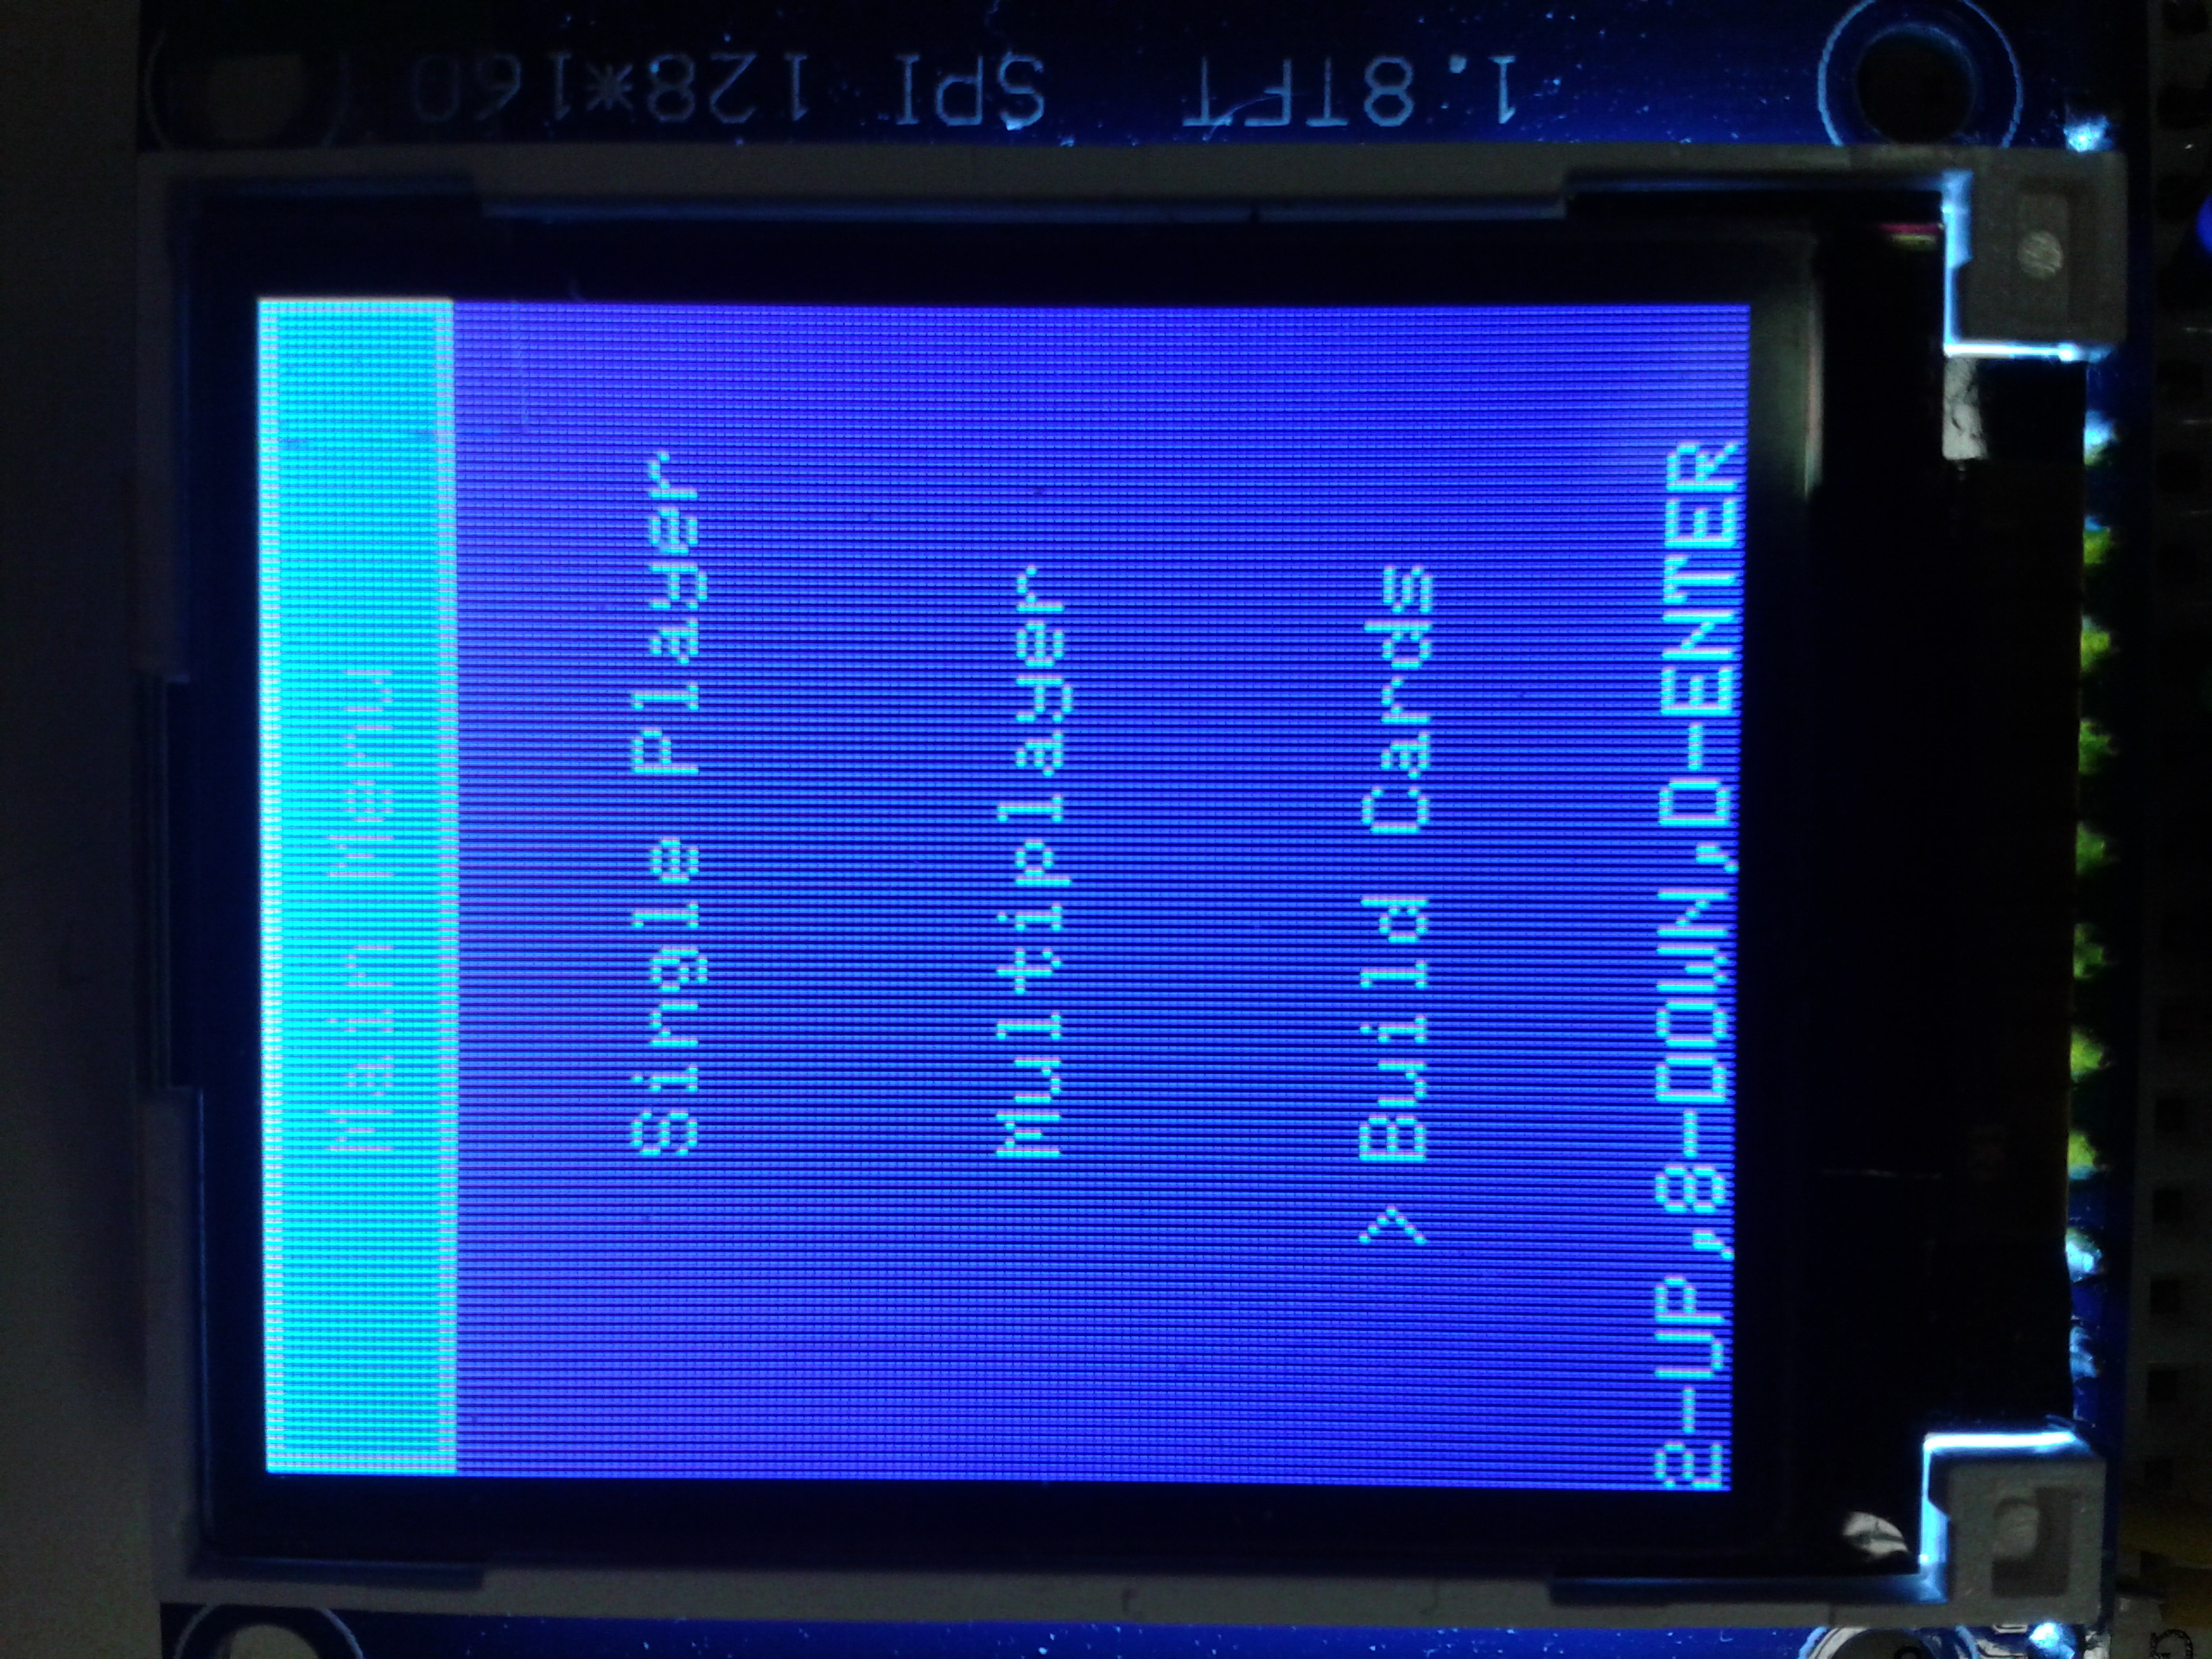 1.8TFT SPI 128*160
Main Menu
Single Player
Multiplayer
> Build Cards
2-UP,8-DOWN,D-ENTER